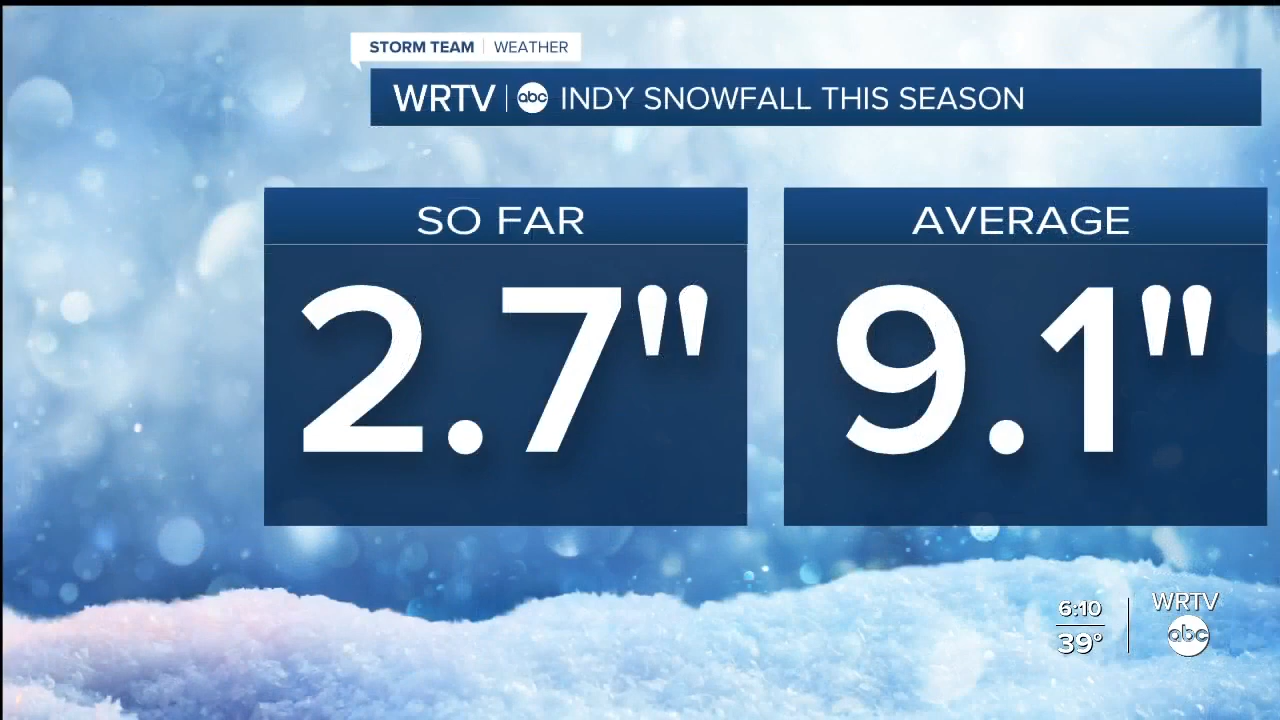 STORM TEAM | WEATHER
WRTV | abc INDY SNOWFALL THIS SEASON
SO FAR
2.7"
AVERAGE
9.1"
6:10
39°
WRTV
abc